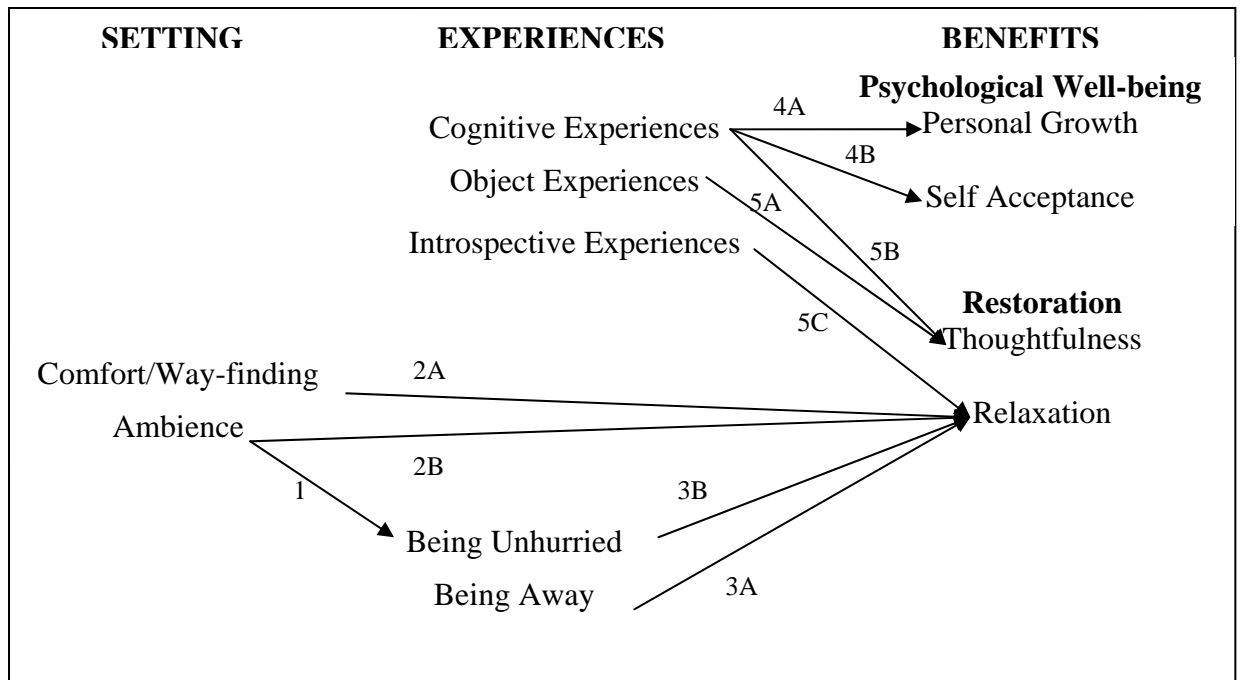 SETTING EXPERIENCES BENEFITS
Psychological Well-being
4A
Cognitive Experiences Personal Growth
4B
Object Experiences
5A Self Acceptance
Introspective Experiences 5B
Restoration
5C
Thoughtfulness
Comfort/Way-finding 2A
Ambience Relaxation
2B
1 3B
Being Unhurried
Being Away 3A